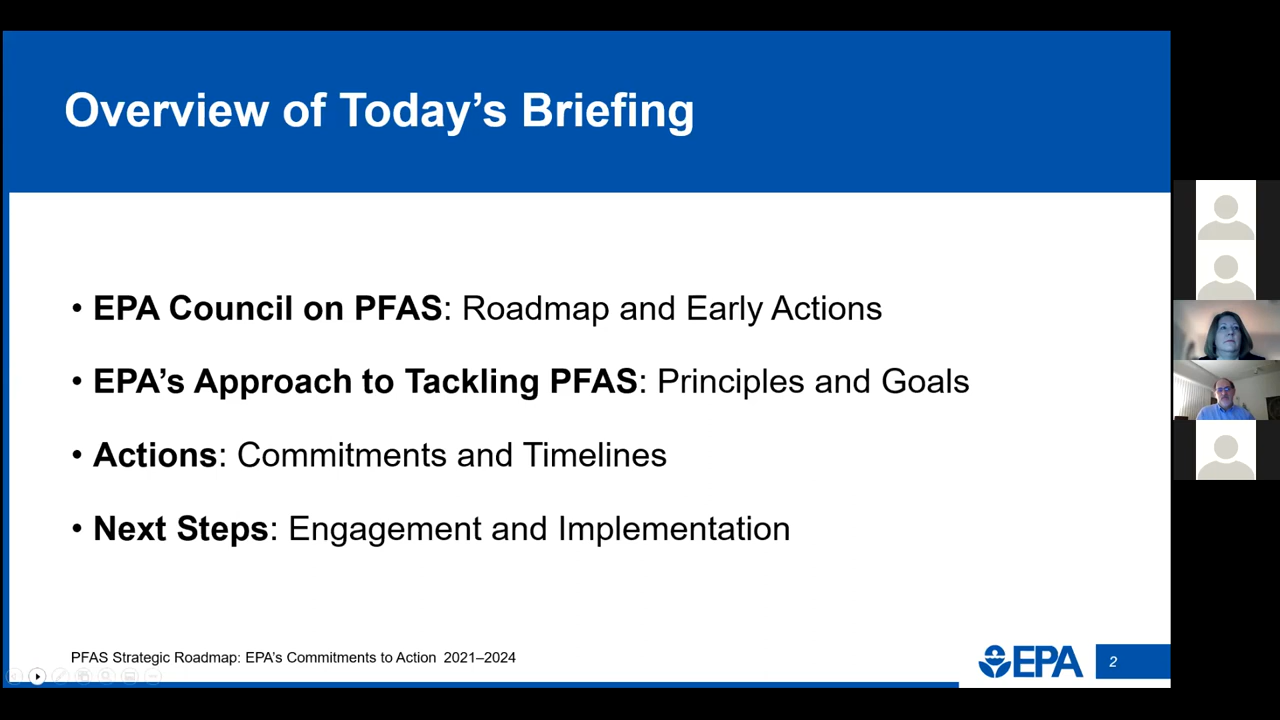 Overview of Today’s Briefing
• EPA Council on PFAS: Roadmap and Early Actions
• EPA’s Approach to Tackling PFAS: Principles and Goals
• Actions: Commitments and Timelines
• Next Steps: Engagement and Implementation
PFAS Strategic Roadmap: EPA’s Commitments to Action 2021–2024
EPA
2